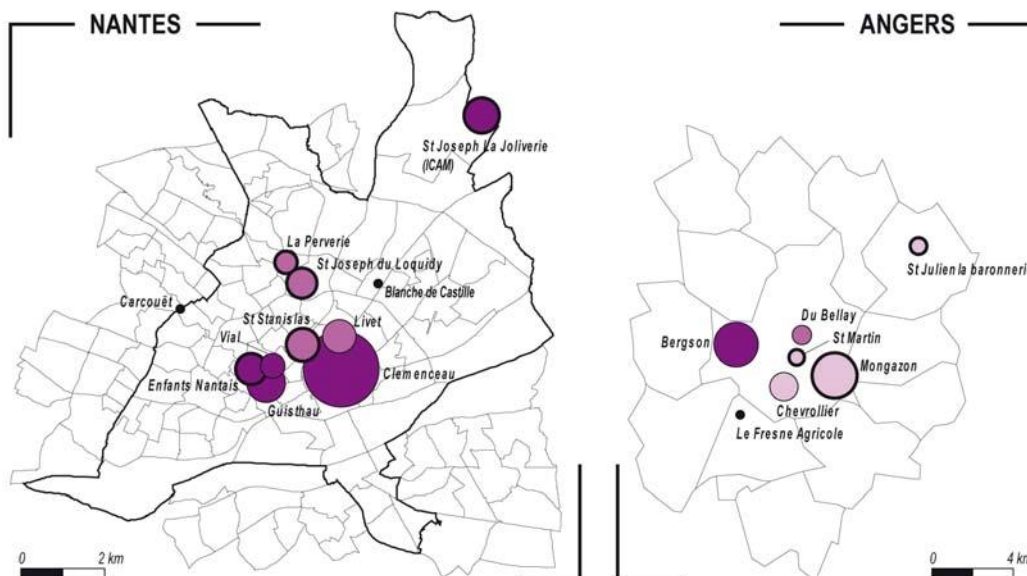 NANTES
St Joseph La Joliverie
(ICAM)
La Perverie
St Joseph du Loquidy
Blanche de Castille
Carcouët
St Stanislas
Livet
Vial
Enfants Nantais
Clemenceau
Guisthau
0 2 km
ANGERS
St Julien la baronneri
Du Bellay
St Martin
Bergson
Mongazon
Chevrollier
Le Fresne Agricole
0 4 km